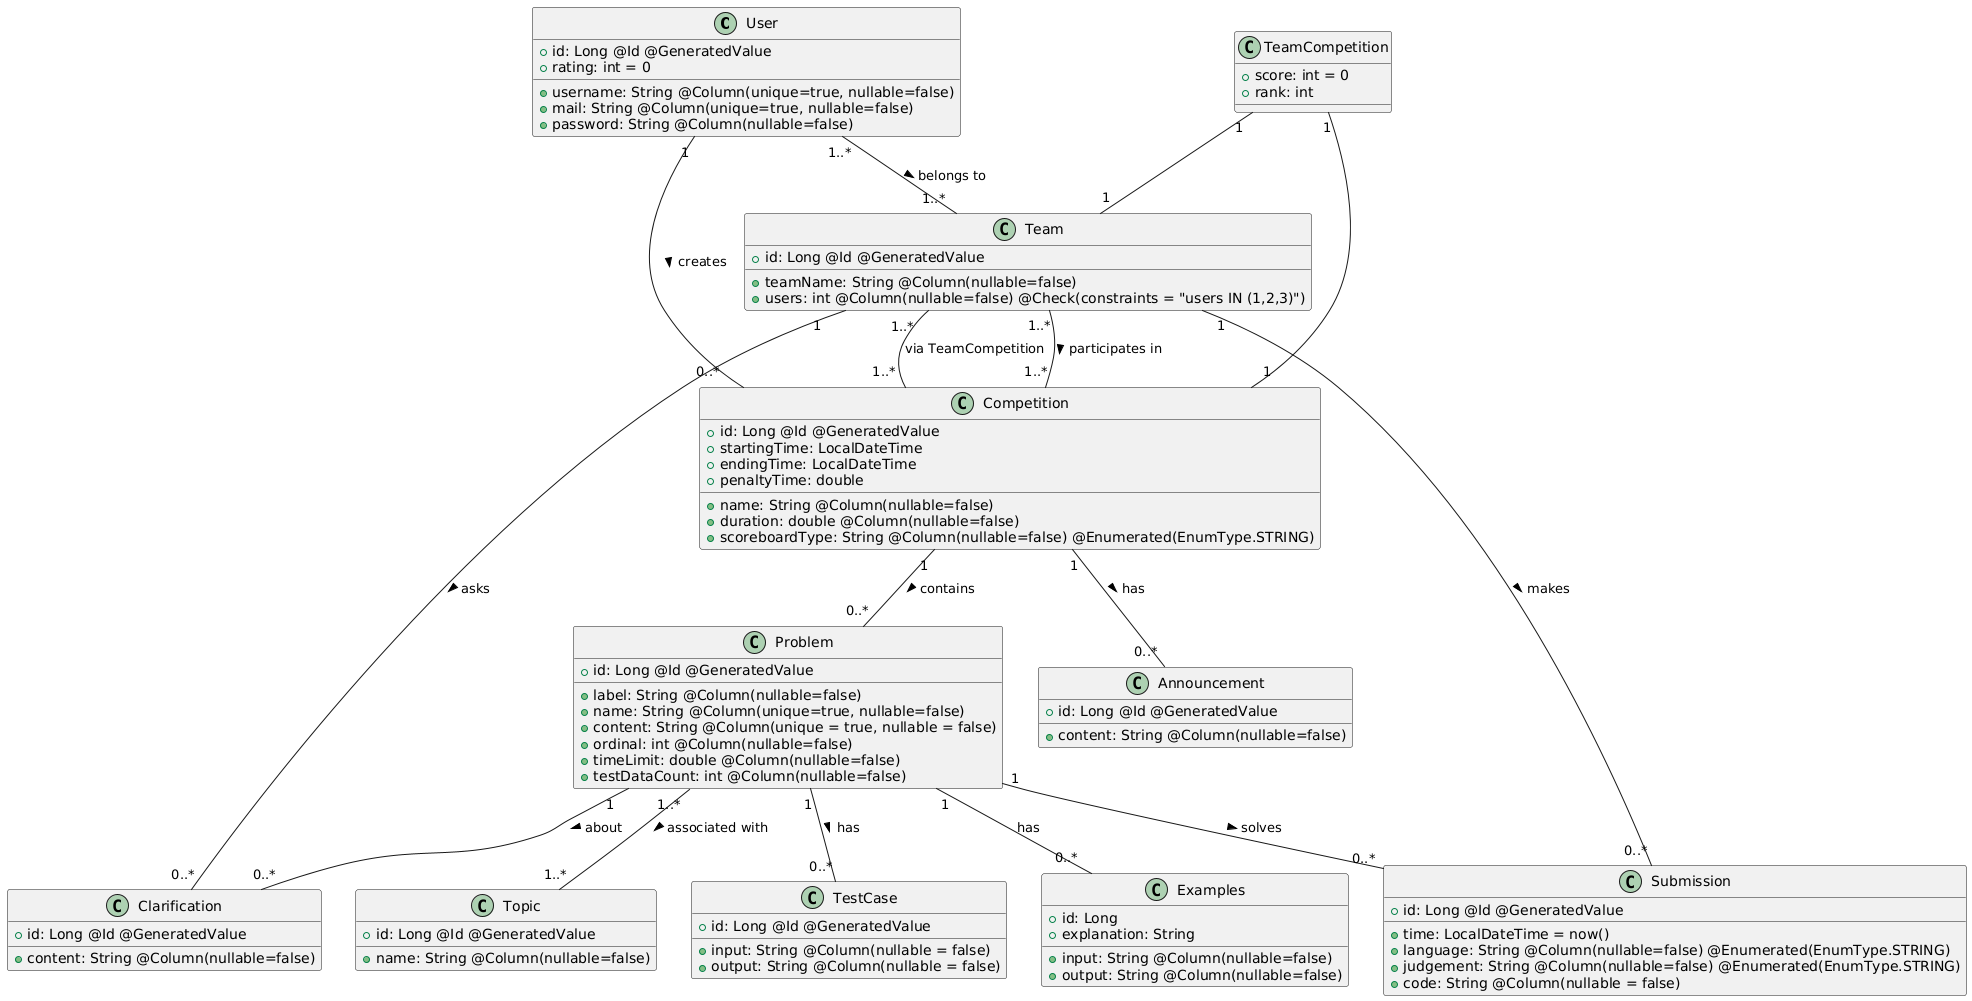 C User
id: Long @Id @GeneratedValue
rating: int = 0
username: String @Column(unique=true, nullable=false)
mail: String @Column(unique=true, nullable=false)
password: String @Column(nullable=false)
C TeamCompetition
score: int = 0
rank: int
1
1..*
1
1
belongs to
1..*
1
creates
C Team
id: Long @Id @GeneratedValue
teamName: String @Column(nullable=false)
users: int @Column(nullable=false) @Check(constraints = "users IN (1,2,3)")
1
1..*
1..*
1
via TeamCompetition
participates in
0..*
1..*
1..*
1
C Competition
id: Long @Id @GeneratedValue
startingTime: LocalDateTime
endingTime: LocalDateTime
penaltyTime: double
name: String @Column(nullable=false)
duration: double @Column(nullable=false)
scoreboardType: String @Column(nullable=false) @Enumerated(EnumType.STRING)
1
1
asks
contains
has
makes
0..*
0..*
C Problem
id: Long @Id @GeneratedValue
label: String @Column(nullable=false)
name: String @Column(unique=true, nullable=false)
content: String @Column(unique = true, nullable = false)
ordinal: int @Column(nullable=false)
timeLimit: double @Column(nullable=false)
testDataCount: int @Column(nullable=false)
C Announcement
id: Long @Id @GeneratedValue
content: String @Column(nullable=false)
1
1..*
1
1
1
about
associated with
has
has
solves
0..*
0..*
1..*
0..*
0..*
0..*
0..*
C Clarification
id: Long @Id @GeneratedValue
content: String @Column(nullable=false)
C Topic
id: Long @Id @GeneratedValue
name: String @Column(nullable=false)
C TestCase
id: Long @Id @GeneratedValue
input: String @Column(nullable = false)
output: String @Column(nullable = false)
C Examples
id: Long
explanation: String
input: String @Column(nullable=false)
output: String @Column(nullable=false)
C Submission
id: Long @Id @GeneratedValue
time: LocalDateTime = now()
language: String @Column(nullable=false) @Enumerated(EnumType.STRING)
judgement: String @Column(nullable=false) @Enumerated(EnumType.STRING)
code: String @Column(nullable = false)